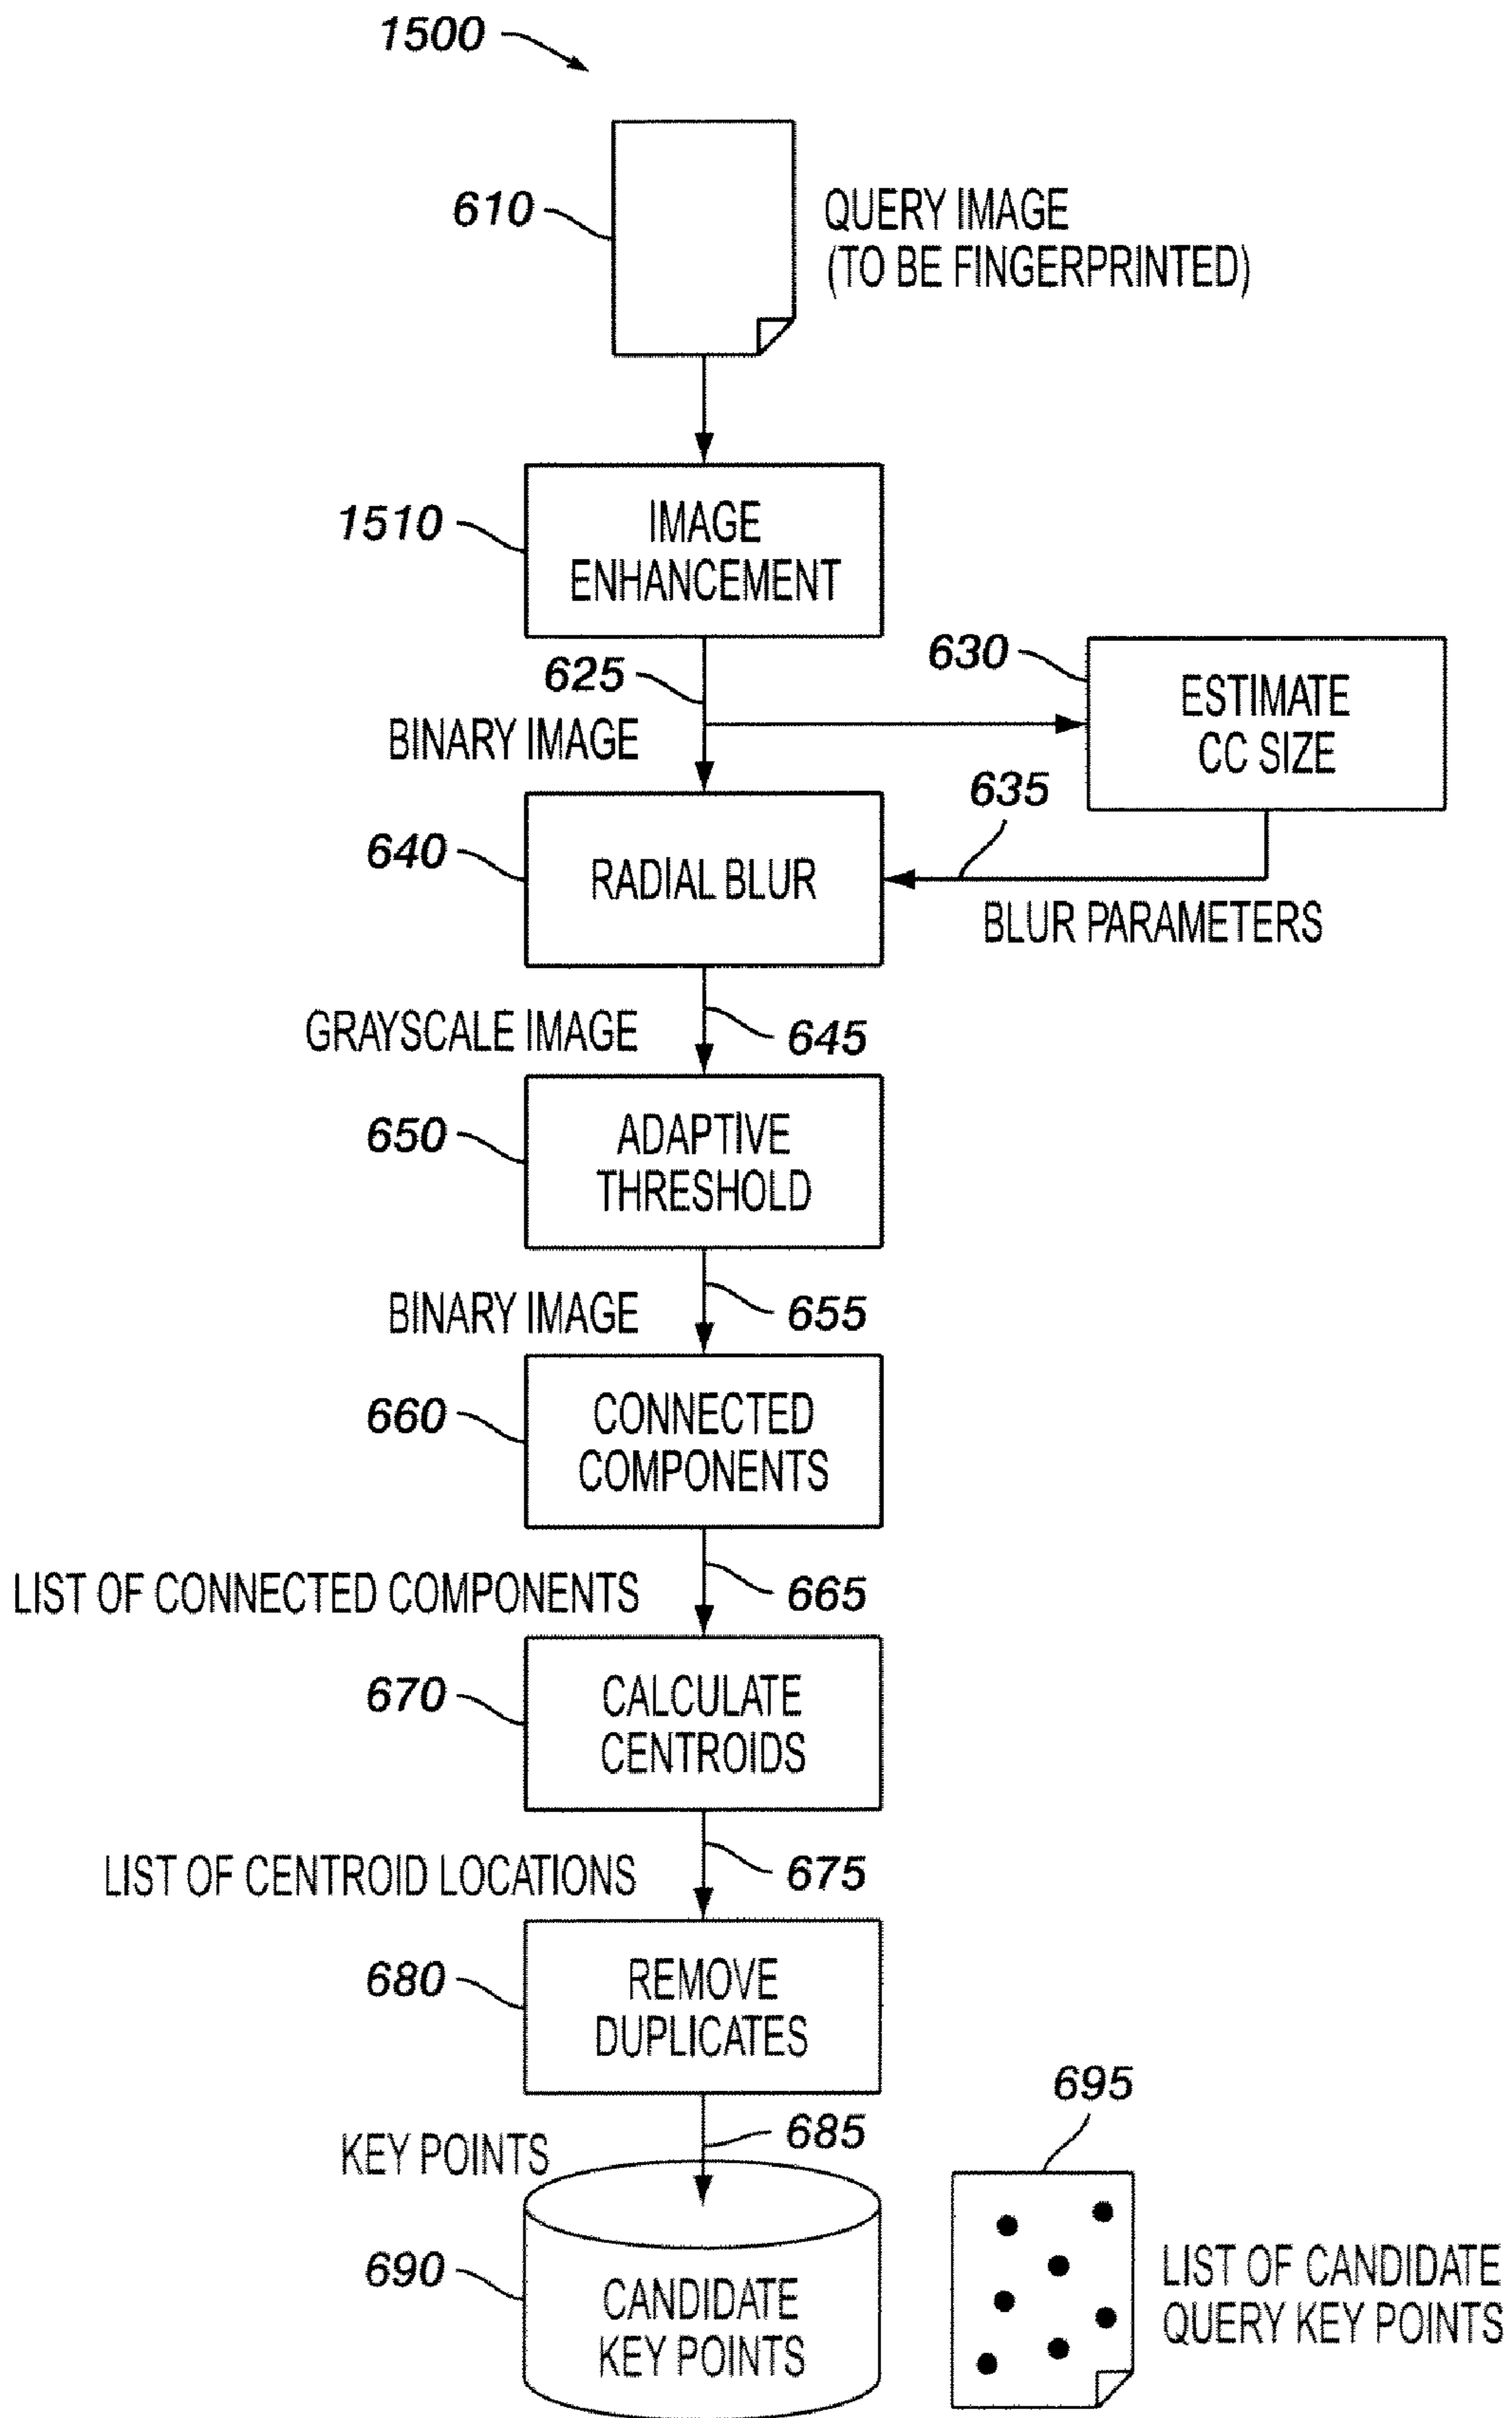 1500
610
QUERY IMAGE
(TO BE FINGERPRINTED)
1510
IMAGE
ENHANCEMENT
625
BINARY IMAGE
630
ESTIMATE
CC SIZE
635
BLUR PARAMETERS
640
RADIAL BLUR
GRAYSCALE IMAGE
645
650
ADAPTIVE
THRESHOLD
BINARY IMAGE
655
660
CONNECTED
COMPONENTS
LIST OF CONNECTED COMPONENTS
665
670
CALCULATE
CENTROIDS
LIST OF CENTROID LOCATIONS
675
680
REMOVE
DUPLICATES
KEY POINTS
685
690
CANDIDATE
KEY POINTS
695
LIST OF CANDIDATE
QUERY KEY POINTS